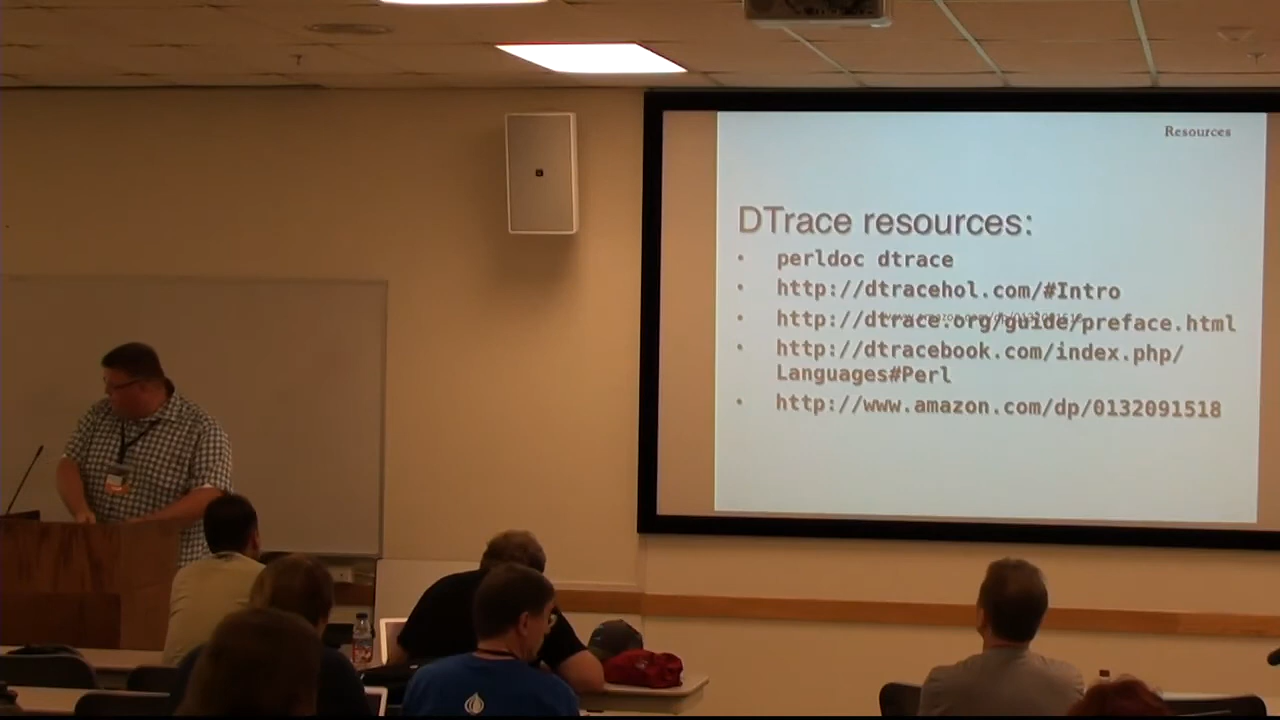 Resources
DTrace resources:
• perldoc dtrace
• http://dtracehol.com/#Intro
• http://dtrace.org/guide/preface.html
• http://dtracebook.com/index.php/
Languages#Perl
• http://www.amazon.com/dp/0132091518